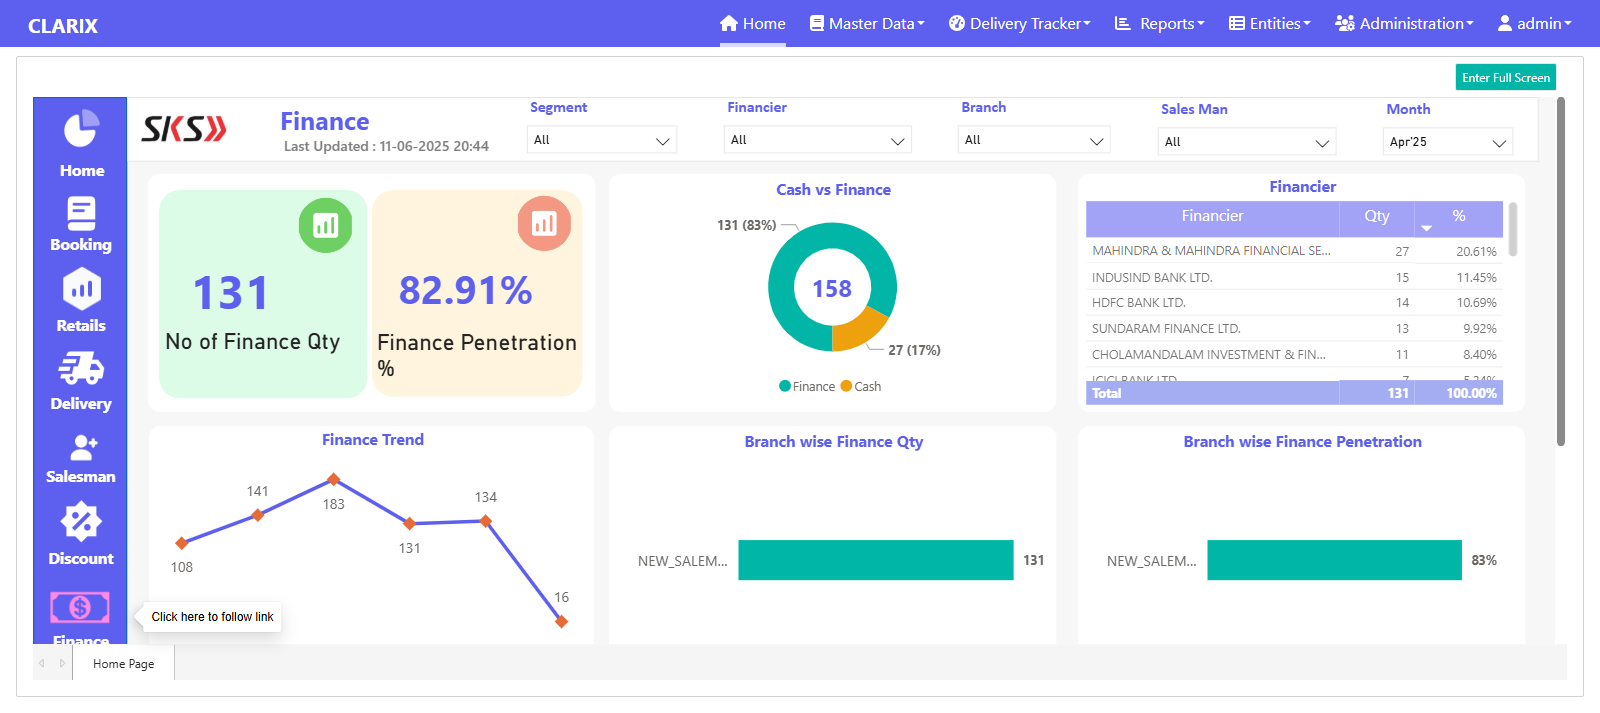 CLARIX
Home
Master Data
Delivery Tracker
Reports
Entities
Administration
admin
Enter Full Screen
SKS
Finance
Last Updated : 11-06-2025 20:44
Segment
All
Financier
All
Branch
All
Sales Man
All
Month
Apr'25
Home
Booking
Retails
Delivery
Salesman
Discount
Finance
Click here to follow link
131
No of Finance Qty
82.91%
Finance Penetration
%
Cash vs Finance
131 (83%)
158
27 (17%)
Finance Cash
Financier
Financier Qty %
MAHINDRA & MAHINDRA FINANCIAL SE... 27 20.61%
INDUSIND BANK LTD. 15 11.45%
HDFC BANK LTD. 14 10.69%
SUNDARAM FINANCE LTD. 13 9.92%
CHOLAMANDALAM INVESTMENT & FIN... 11 8.40%
ICICI BANK LTD. 7 5.34%
Total 131 100.00%
Finance Trend
108
141
183
131
134
16
Branch wise Finance Qty
NEW_SALEM... 131
Branch wise Finance Penetration
NEW_SALEM... 83%
Home Page